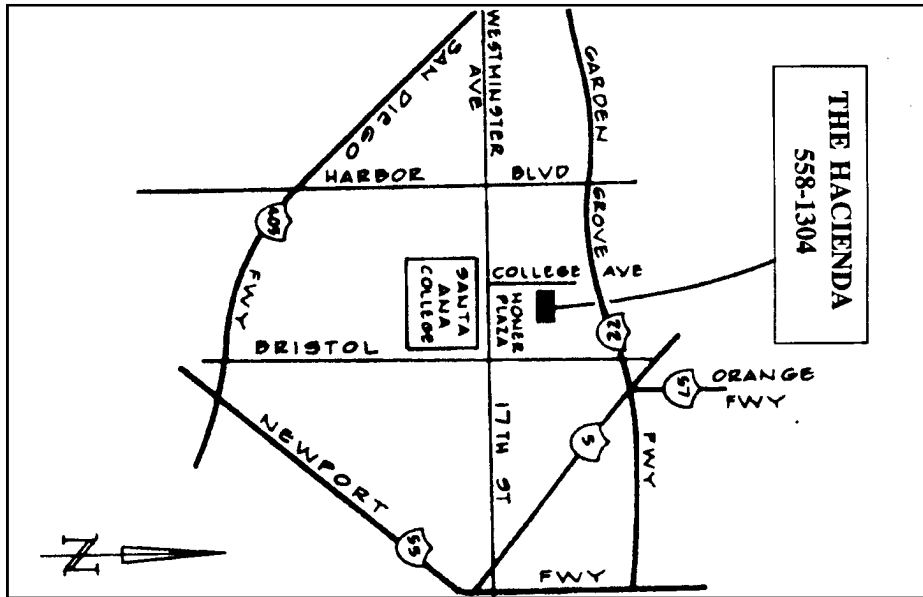 WESTMINSTER
AVE
SAN DIEGO
GARDEN
GROVE
THE HACIENDA
558-1304
HARBOR BLVD
405
FWY
COLLEGE AVE
SANTA
ANA
COLLEGE
HONER
PLAZA
22
BRISTOL
57
ORANGE
FWY
17TH ST
5
FWY
NEWPORT
55
FWY
N